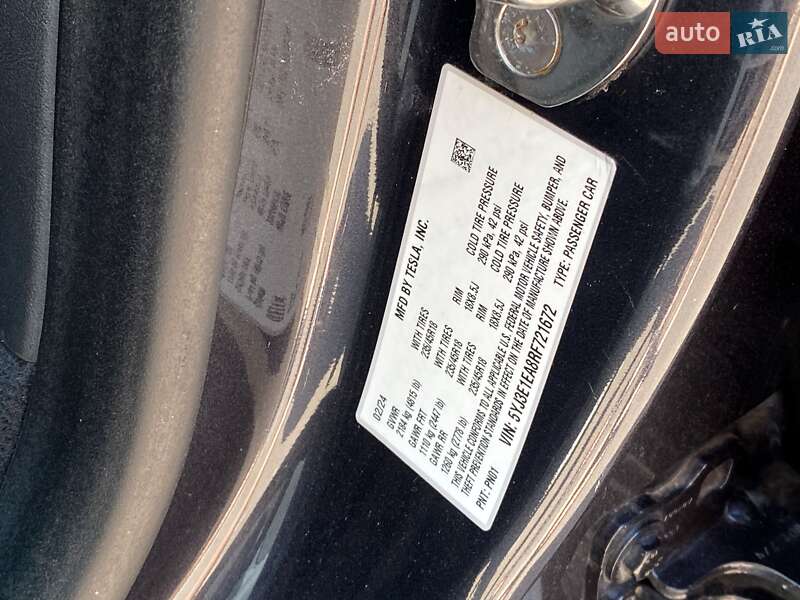 auto RIA
MFD BY TESLA, INC.
02/24
GVWR
2184 kg (4815 lb)
GAWR FRT WITH TIRES RIM COLD TIRE PRESSURE
1110 kg (2447 lb) 235/45R18 18X8.5J 290 kPa, 42 psi
GAWR RR WITH TIRES RIM COLD TIRE PRESSURE
1260 kg (2778 lb) 235/45R18 18X8.5J 290 kPa, 42 psi
THIS VEHICLE CONFORMS TO ALL APPLICABLE U.S. FEDERAL MOTOR VEHICLE SAFETY, BUMPER, AND
THEFT PREVENTION STANDARDS IN EFFECT ON THE DATE OF MANUFACTURE SHOWN ABOVE.
VIN: 5YJ3E1EA8RF721672 TYPE: PASSENGER CAR
PNT: PN01